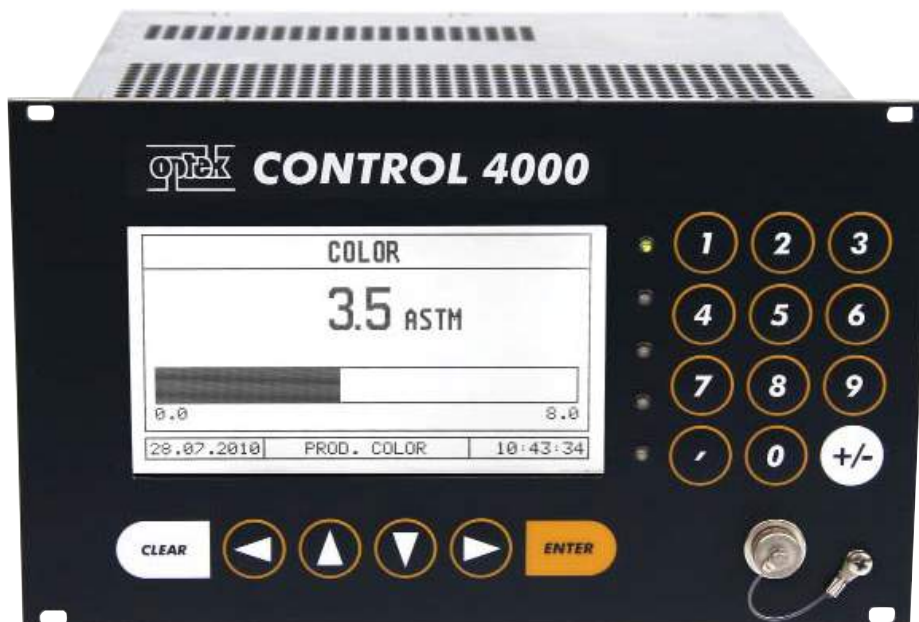 optek CONTROL 4000
COLOR
3.5 ASTM
0.0 8.0
28.07.2010 PROD. COLOR 10:43:34
1 2 3
4 5 6
7 8 9
, 0 +/-
CLEAR ENTER